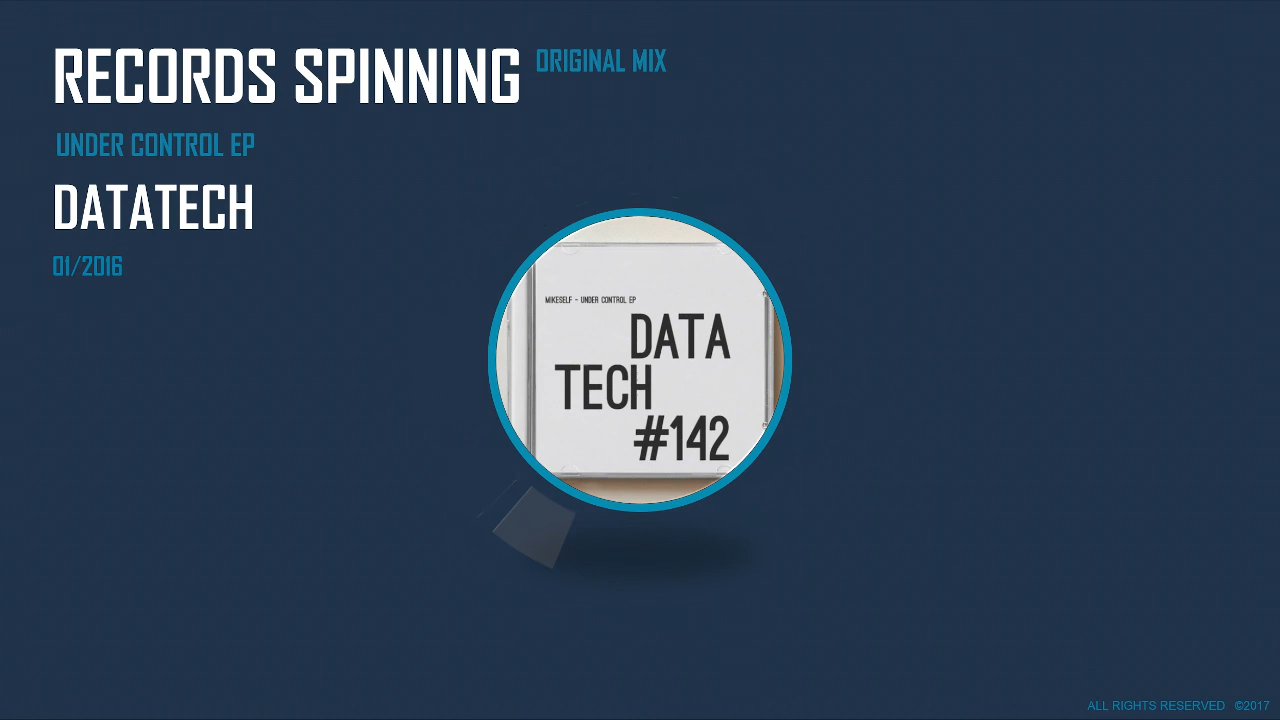 RECORDS SPINNING ORIGINAL MIX
UNDER CONTROL EP
DATATECH
01/2016
MIKESELF - UNDER CONTROL EP
DATA
TECH
#142
ALL RIGHTS RESERVED ©2017